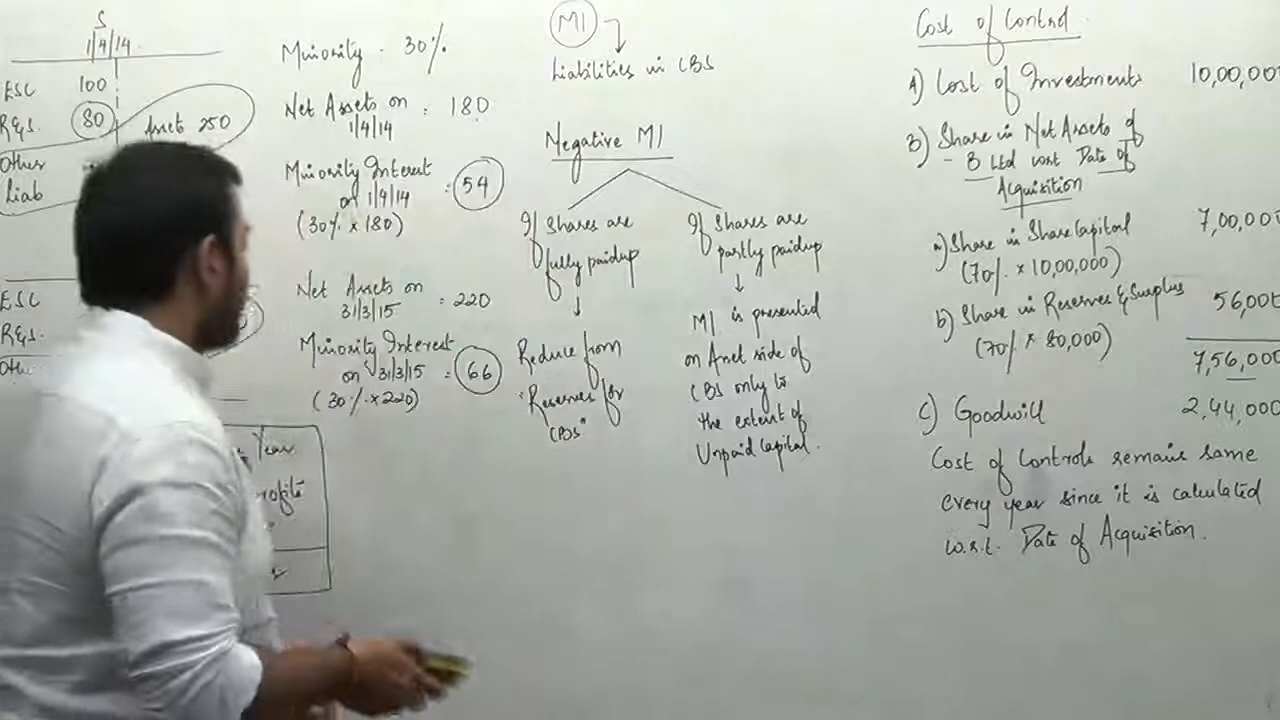 S
1/4/14
ESC 100
R&S. 80
Assets 250
Other
Liab
ESC
R&S.
Othe
Year
rofits
Minority - 30%
Net Assets on : 180
1/4/14
Minority Interest
on 1/4/14 = 54
(30% x 180)
Net Assets on
31/3/15 = 220
Minority Interest
on 31/3/15 = 66
(30% x 220)
MI
Liabilities in CBS
Negative MI
If Shares are
fully paidup
Reduce from
"Reserves for
CBS"
If Shares are
partly paidup
MI is presented
on Asset side of
CBS only to
the extent of
Unpaid Capital.
Cost of Control
A) Cost of Investments 10,00,000
B) Share in Net Assets of
- B Ltd w.r.t Date of
Acquisition
a) Share in Share Capital 7,00,000
(70% x 10,00,000)
b) Share in Reserves & Surplus 56,000
(70% x 80,000)
7,56,000
C) Goodwill 2,44,000
Cost of Controls remains same
every year since it is calculated
w.r.t. Date of Acquisition.